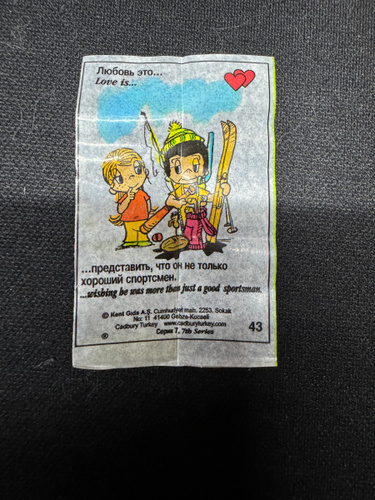 Любовь это...
Love is...
...представить, что он не только
хороший спортсмен.
...wishing he was more than just a good sportsman.
© Kent Gıda A.Ş. Cumhuriyet mah. 2253. Sokak
No: 11 41400 Gebze-Kocaeli
Cadbury Turkey www.cadburyturkey.com
Серия 7, 7th Series
43
®